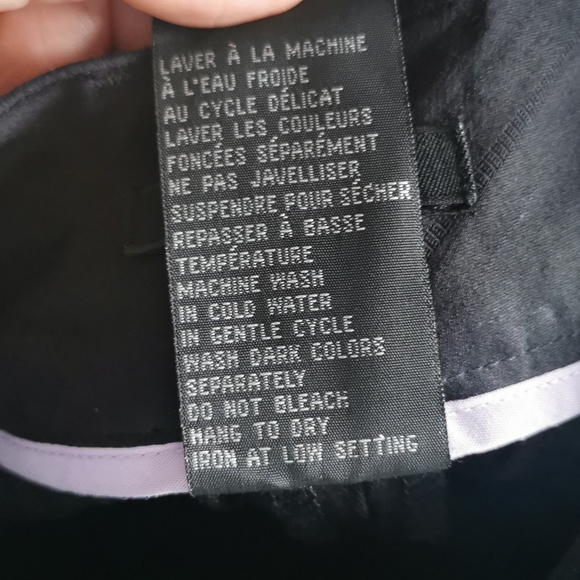 LAVER À LA MACHINE
À L'EAU FROIDE
AU CYCLE DÉLICAT
LAVER LES COULEURS
FONCÉES SÉPARÉMENT
NE PAS JAVELLISER
SUSPENDRE POUR SÉCHER
REPASSER À BASSE
TEMPÉRATURE
MACHINE WASH
IN COLD WATER
IN GENTLE CYCLE
WASH DARK COLORS
SEPARATELY
DO NOT BLEACH
HANG TO DRY
IRON AT LOW SETTING